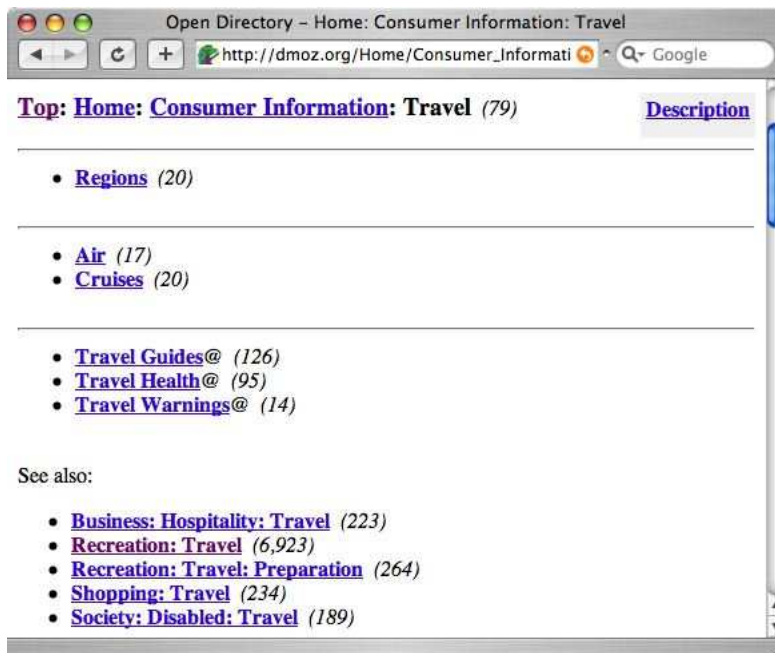 Open Directory – Home: Consumer Information: Travel
http://dmoz.org/Home/Consumer_Informati
Google
Top: Home: Consumer Information: Travel (79)
Description
Regions (20)
Air (17)
Cruises (20)
Travel Guides@ (126)
Travel Health@ (95)
Travel Warnings@ (14)
See also:
Business: Hospitality: Travel (223)
Recreation: Travel (6,923)
Recreation: Travel: Preparation (264)
Shopping: Travel (234)
Society: Disabled: Travel (189)